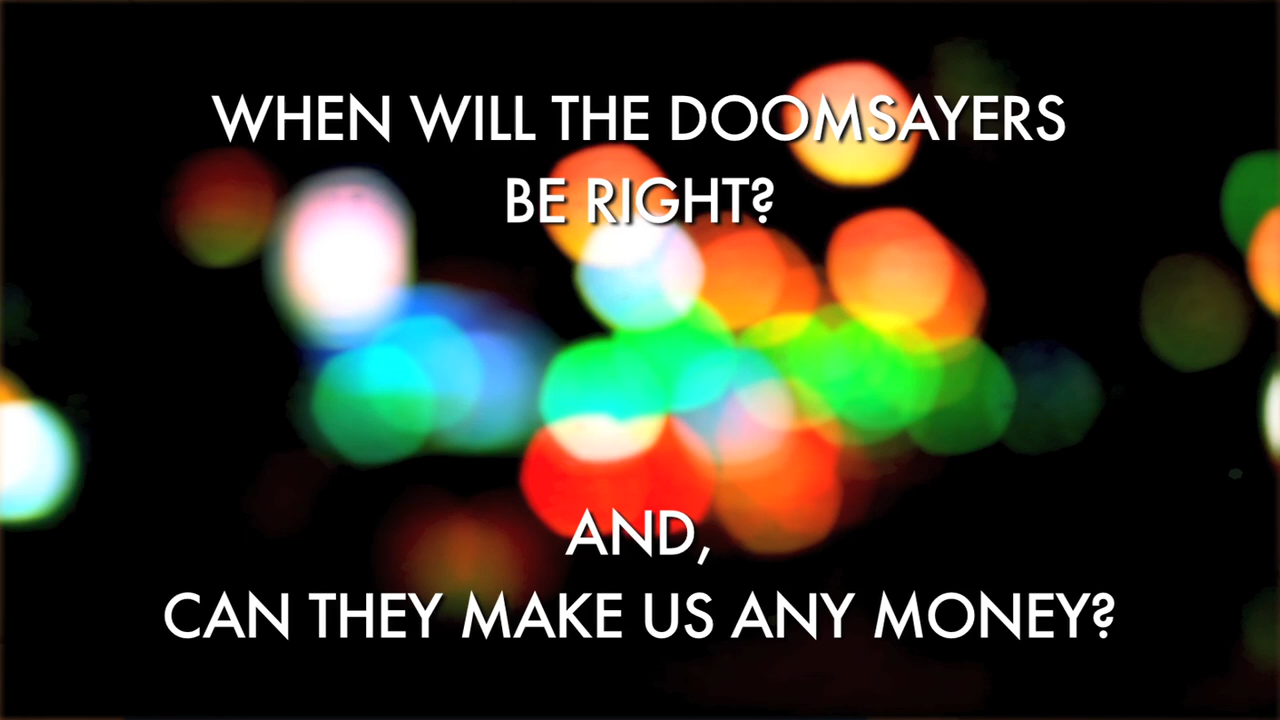 WHEN WILL THE DOOMSAYERS
BE RIGHT?
AND,
CAN THEY MAKE US ANY MONEY?